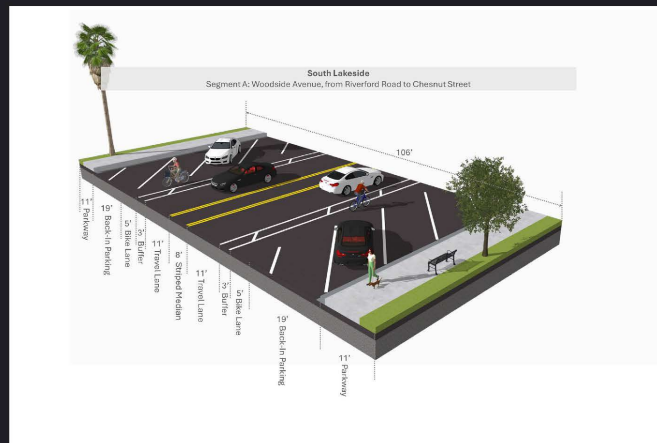 South Lakeside
Segment A: Woodside Avenue, from Riverford Road to Chesnut Street
106'
11' Parkway
19' Back-In Parking
5' Bike Lane
3' Buffer
11' Travel Lane
8' Striped Median
11' Travel Lane
3' Buffer
5' Bike Lane
19' Back-In Parking
11' Parkway